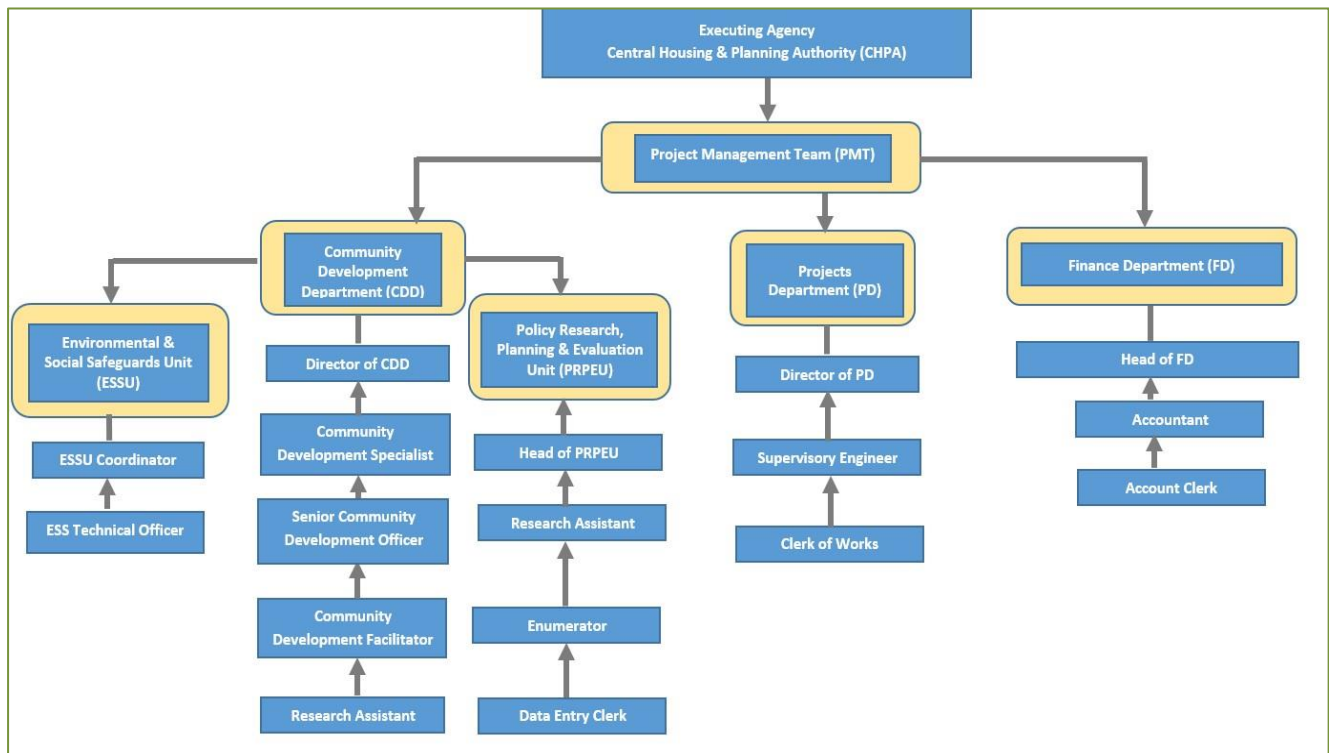 Executing Agency
Central Housing & Planning Authority (CHPA)
Project Management Team (PMT)
Community
Development
Department (CDD)
Projects
Department (PD)
Finance Department (FD)
Environmental &
Social Safeguards Unit
(ESSU)
Policy Research,
Planning & Evaluation
Unit (PRPEU)
Director of CDD
Director of PD
Head of FD
Community
Development Specialist
Accountant
ESSU Coordinator
Head of PRPEU
Supervisory Engineer
Account Clerk
ESS Technical Officer
Senior Community
Development Officer
Research Assistant
Clerk of Works
Community
Development Facilitator
Enumerator
Research Assistant
Data Entry Clerk